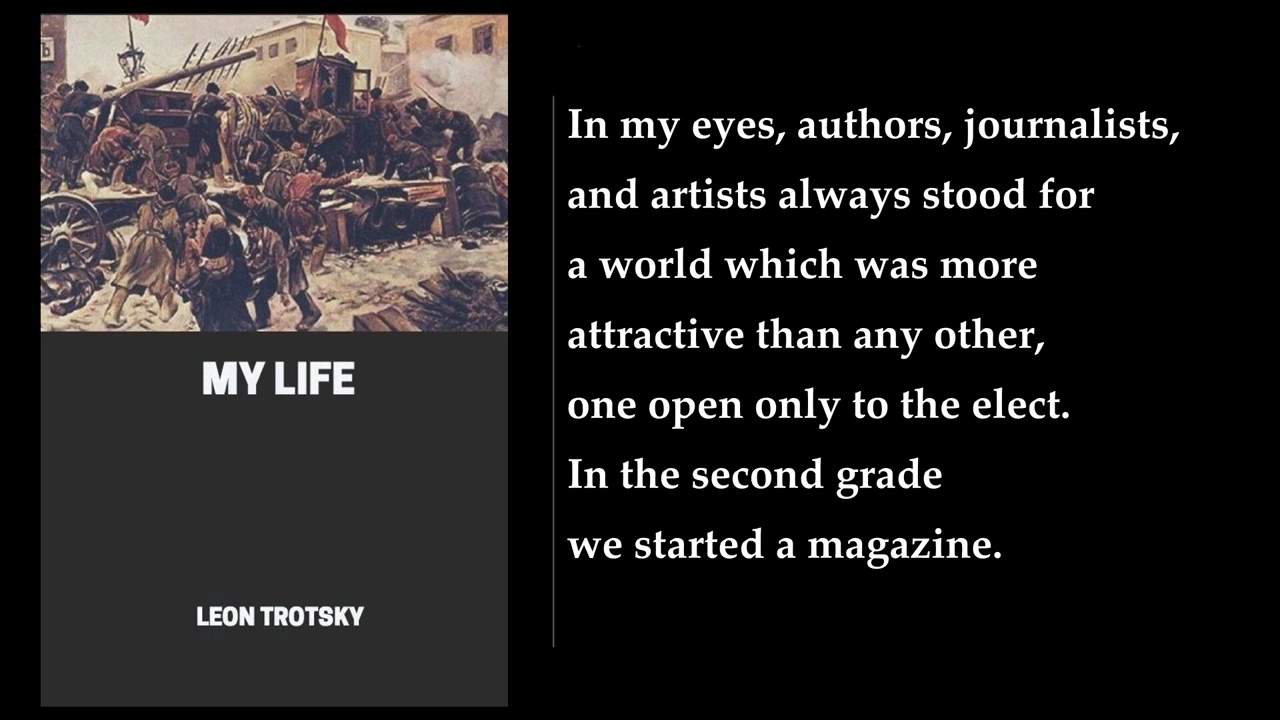 MY LIFE
LEON TROTSKY
In my eyes, authors, journalists,
and artists always stood for
a world which was more
attractive than any other,
one open only to the elect.
In the second grade
we started a magazine.